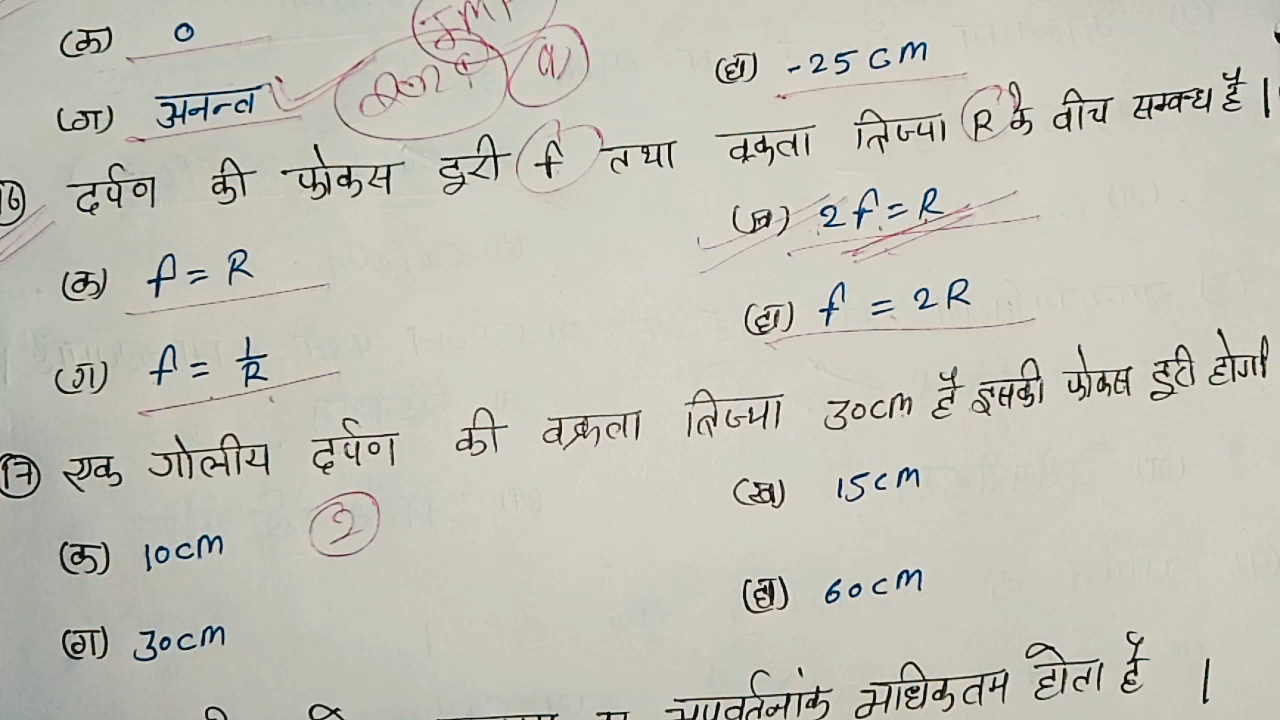 (क) 0
(ग) अनन्त
(घ) -25 cm
16 दर्पण की फोकस दूरी f तथा वक्रता त्रिज्या R के बीच सम्बन्ध है।
(क) f = R
(ख) 2f = R
(ग) f = 1/R
(घ) f = 2R
17 एक गोलीय दर्पण की वक्रता त्रिज्या 30cm है इसकी फोकस दूरी होगी
(क) 10cm
(ख) 15cm
2
(ग) 30cm
(घ) 60cm
अपवर्तनांक अधिकतम होता है ।